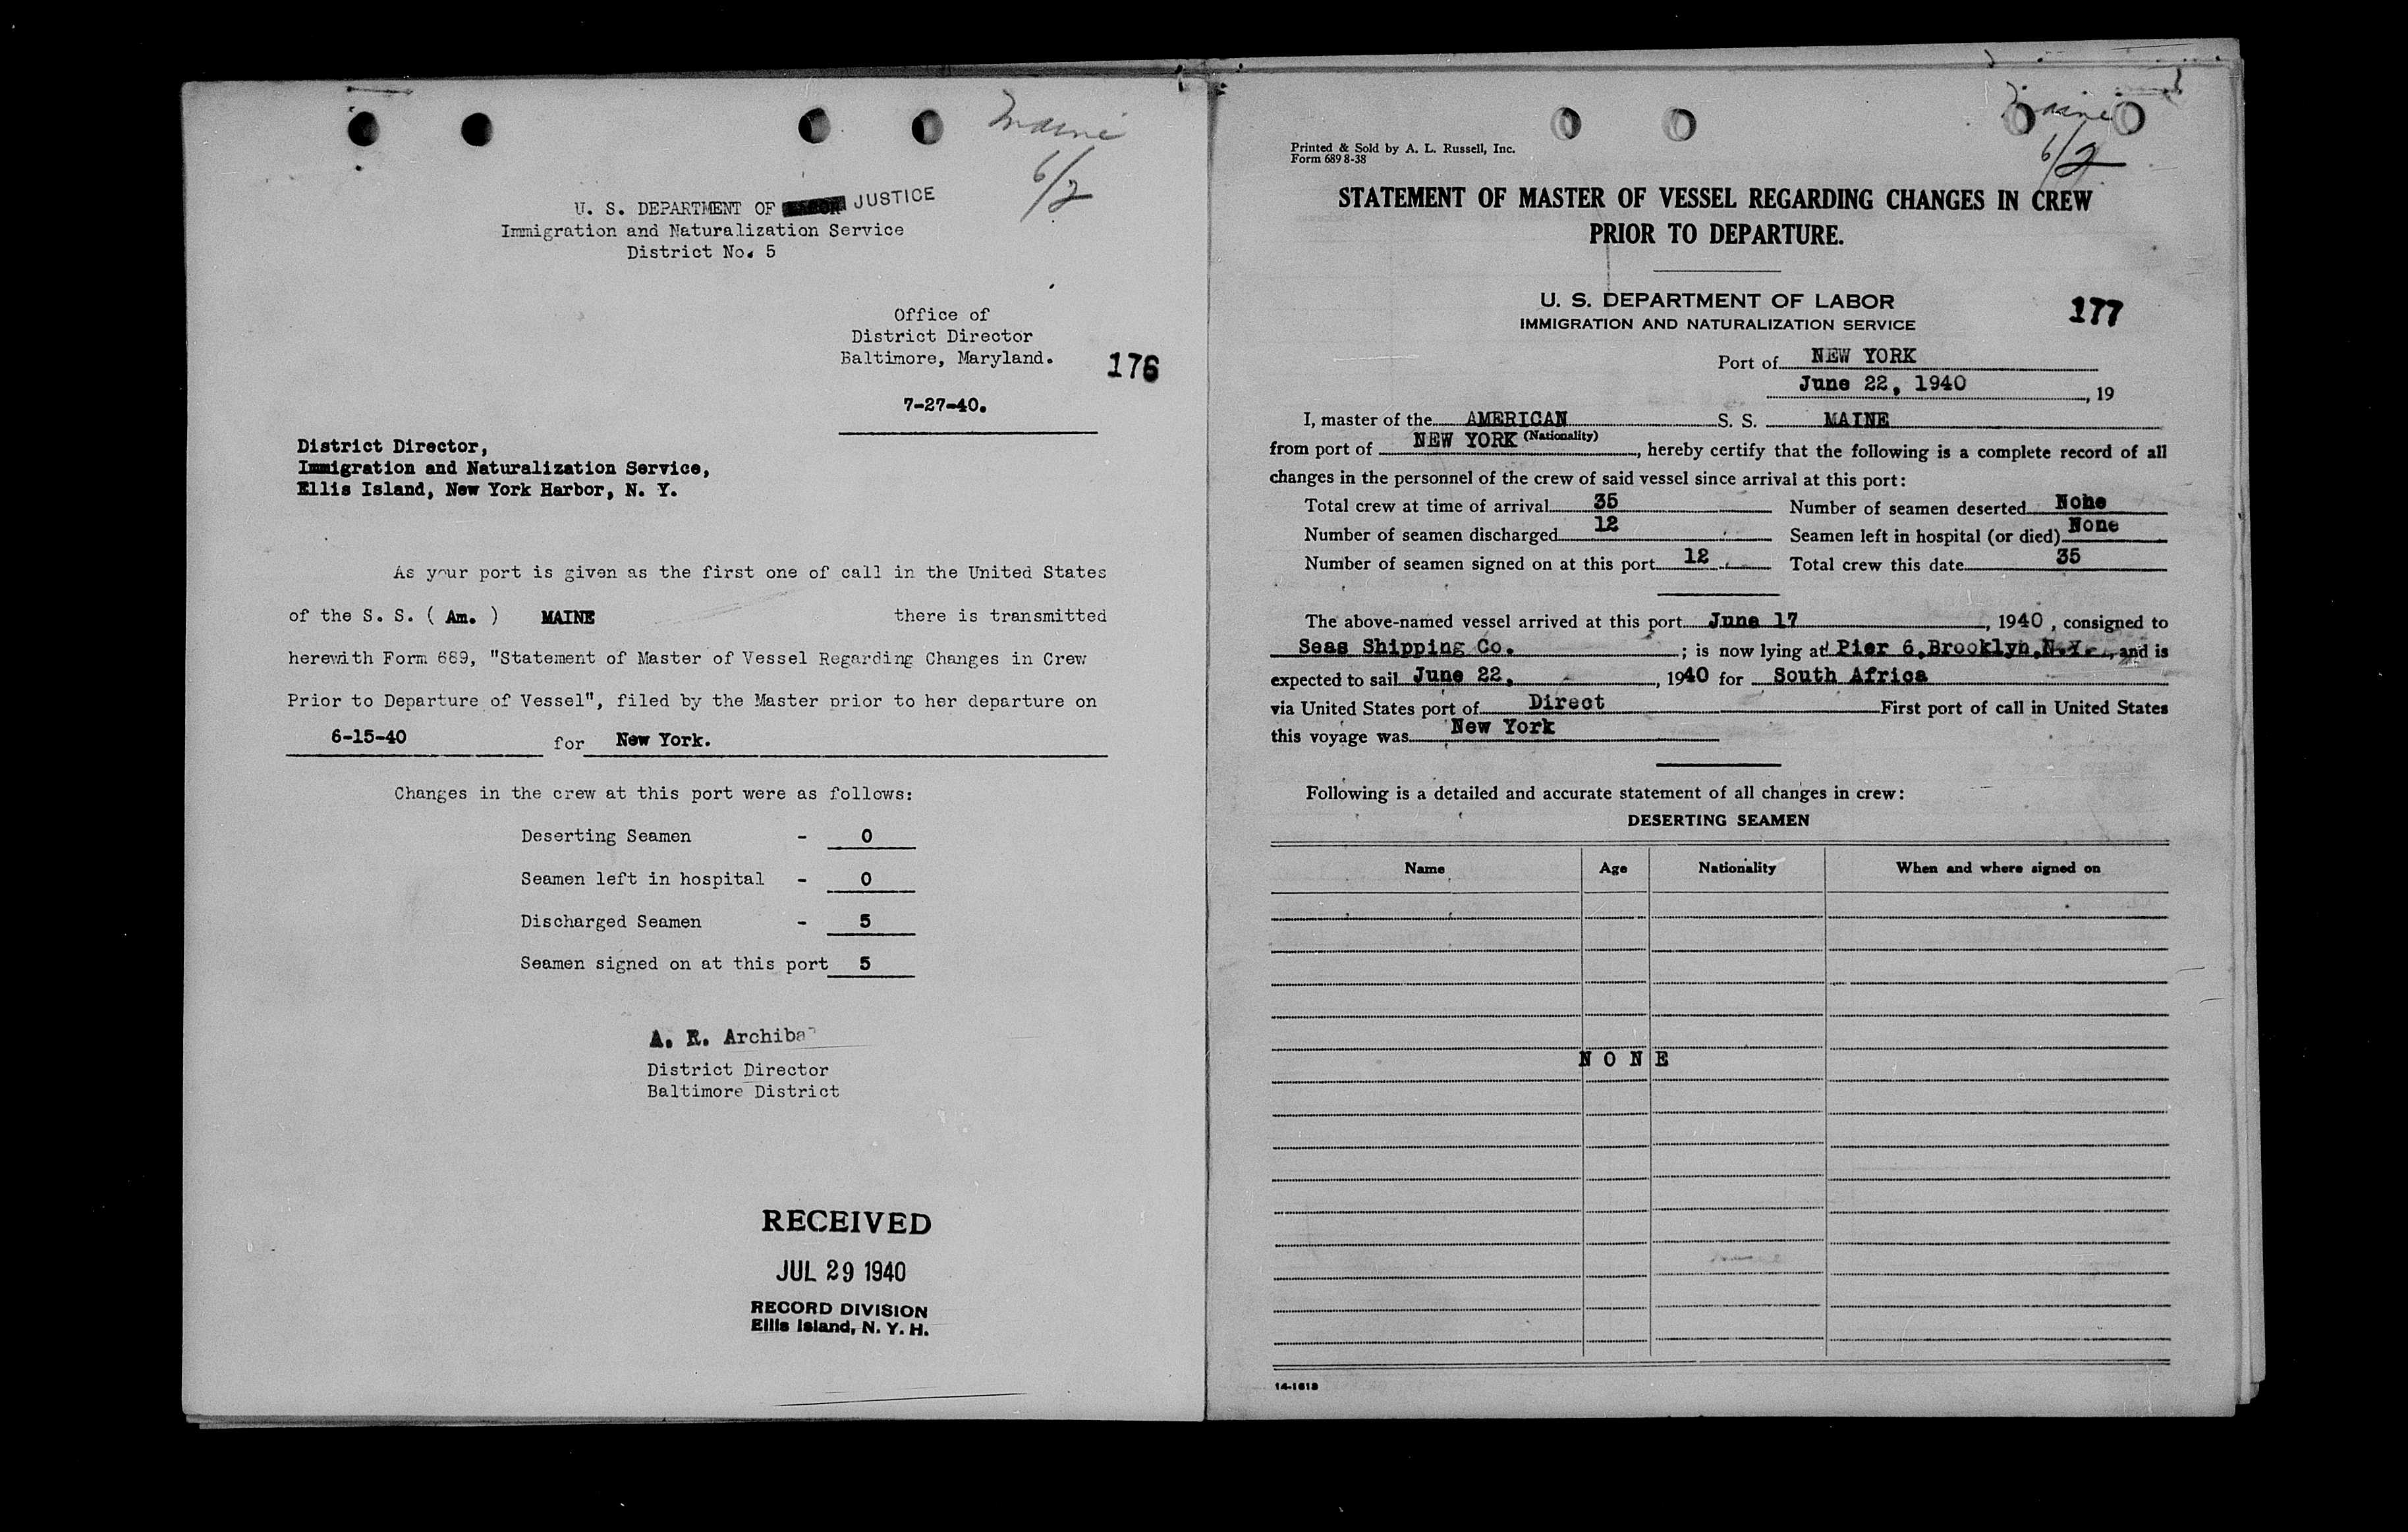 Maine
6/2
U. S. DEPARTMENT OF JUSTICE
Immigration and Naturalization Service
District No. 5
Office of
District Director
Baltimore, Maryland.
176
7-27-40.
District Director,
Immigration and Naturalization Service,
Ellis Island, New York Harbor, N. Y.
As your port is given as the first one of call in the United States
of the S. S. ( Am. ) MAINE there is transmitted
herewith Form 689, "Statement of Master of Vessel Regarding Changes in Crew
Prior to Departure of Vessel", filed by the Master prior to her departure on
6-15-40 for New York.
Changes in the crew at this port were as follows:
Deserting Seamen - 0
Seamen left in hospital - 0
Discharged Seamen - 5
Seamen signed on at this port 5
A. R. Archiba
District Director
Baltimore District
RECEIVED
JUL 29 1940
RECORD DIVISION
Ellis Island, N. Y. H.
Maine
6/2
Printed & Sold by A. L. Russell, Inc.
Form 689 8-38
STATEMENT OF MASTER OF VESSEL REGARDING CHANGES IN CREW
PRIOR TO DEPARTURE.
U. S. DEPARTMENT OF LABOR
IMMIGRATION AND NATURALIZATION SERVICE
177
Port of NEW YORK
June 22, 1940, 19
I, master of the AMERICAN S. S. MAINE
(Nationality)
from port of NEW YORK, hereby certify that the following is a complete record of all
changes in the personnel of the crew of said vessel since arrival at this port:
Total crew at time of arrival 35 Number of seamen deserted None
Number of seamen discharged 12 Seamen left in hospital (or died) None
Number of seamen signed on at this port 12 Total crew this date 35
The above-named vessel arrived at this port June 17, 1940, consigned to
Seas Shipping Co. ; is now lying at Pier 6,Brooklyn,N.Y., and is
expected to sail June 22, 1940 for South Africa
via United States port of Direct First port of call in United States
this voyage was New York
Following is a detailed and accurate statement of all changes in crew:
DESERTING SEAMEN
Name Age Nationality When and where signed on
N O N E
14-1613